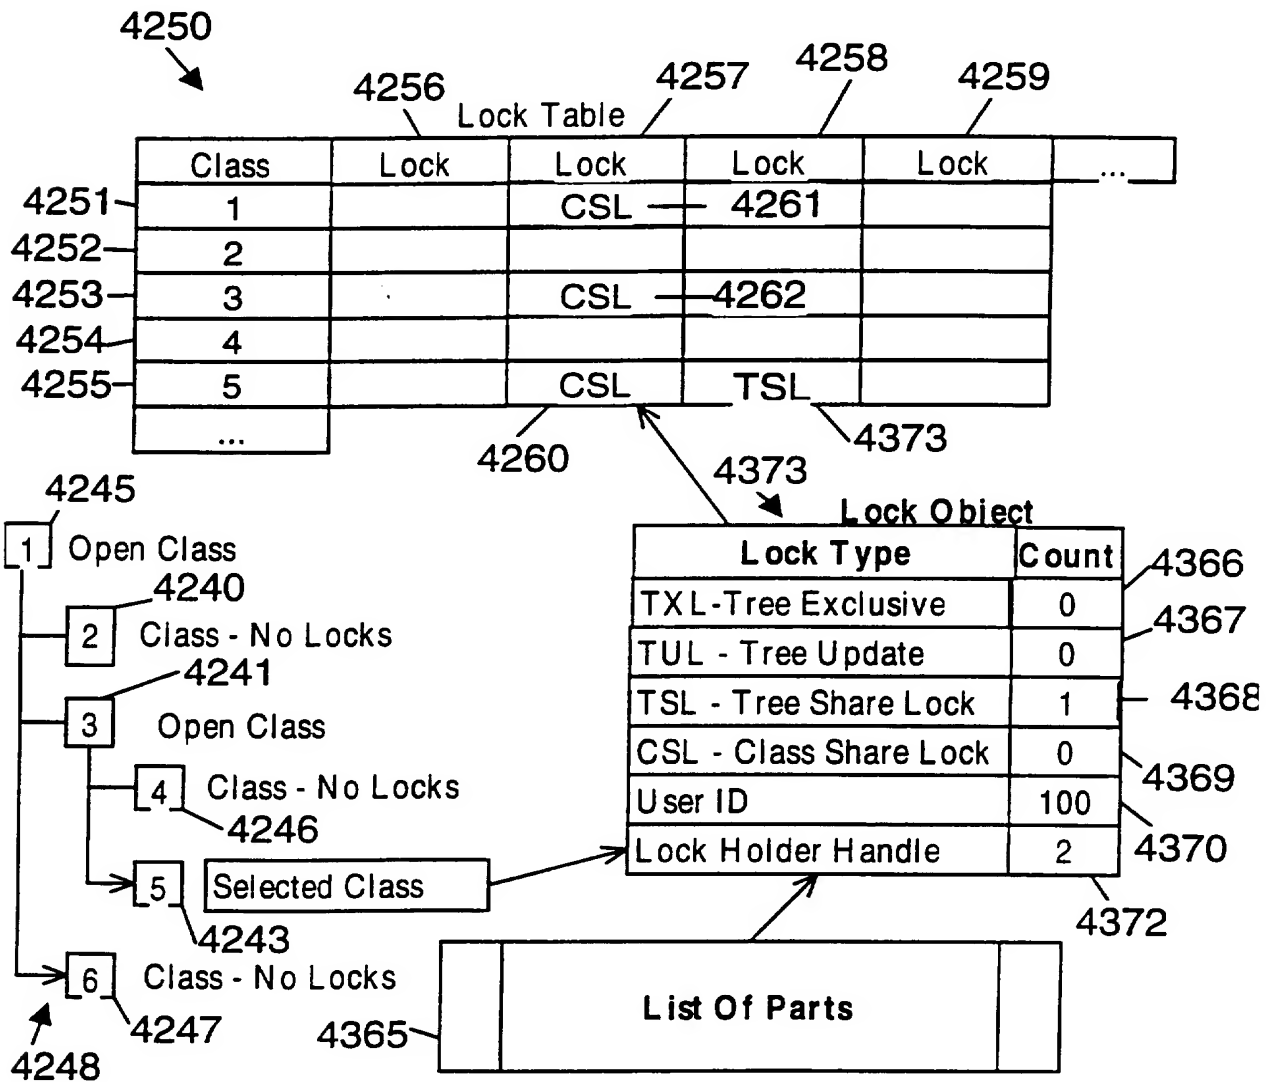 4250
4256 4257 4258 4259
Lock Table
Class Lock Lock Lock Lock ...
4251 1 CSL 4261
4252 2
4253 3 CSL 4262
4254 4
4255 5 CSL TSL
...
4260 4373
4373
4245
Lock Object
1 Open Class
Lock Type Count
4366
4240
TXL-Tree Exclusive 0
4367
2 Class - No Locks
TUL - Tree Update 0
4241
TSL - Tree Share Lock 1 4368
3 Open Class
CSL - Class Share Lock 0
4369
4 Class - No Locks
User ID 100
4246
Lock Holder Handle 2 4370
5 Selected Class
4372
4243
6 Class - No Locks
List Of Parts
4247
4365
4248